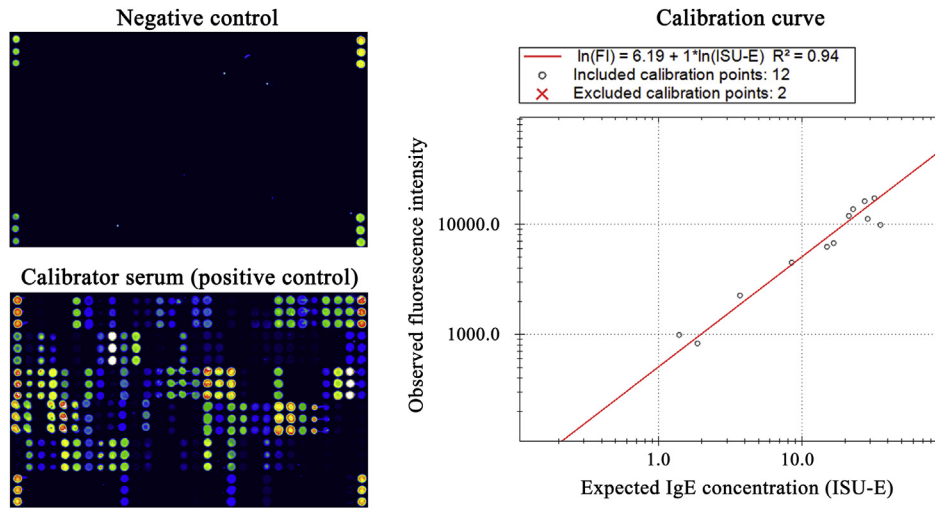 Negative control
Calibrator serum (positive control)
Calibration curve
ln(FI) = 6.19 + 1*ln(ISU-E) R² = 0.94
Included calibration points: 12
Excluded calibration points: 2
Observed fluorescence intensity
10000.0
1000.0
1.0
10.0
Expected IgE concentration (ISU-E)